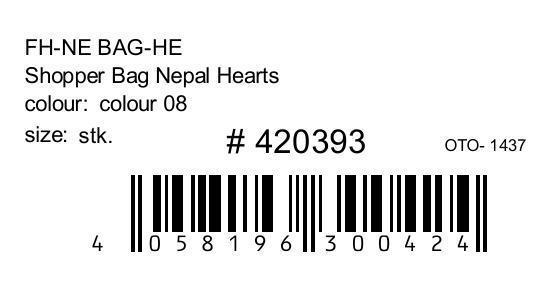 FH-NE BAG-HE
Shopper Bag Nepal Hearts
colour: colour 08
size: stk.
# 420393
OTO- 1437
4 058196 300424